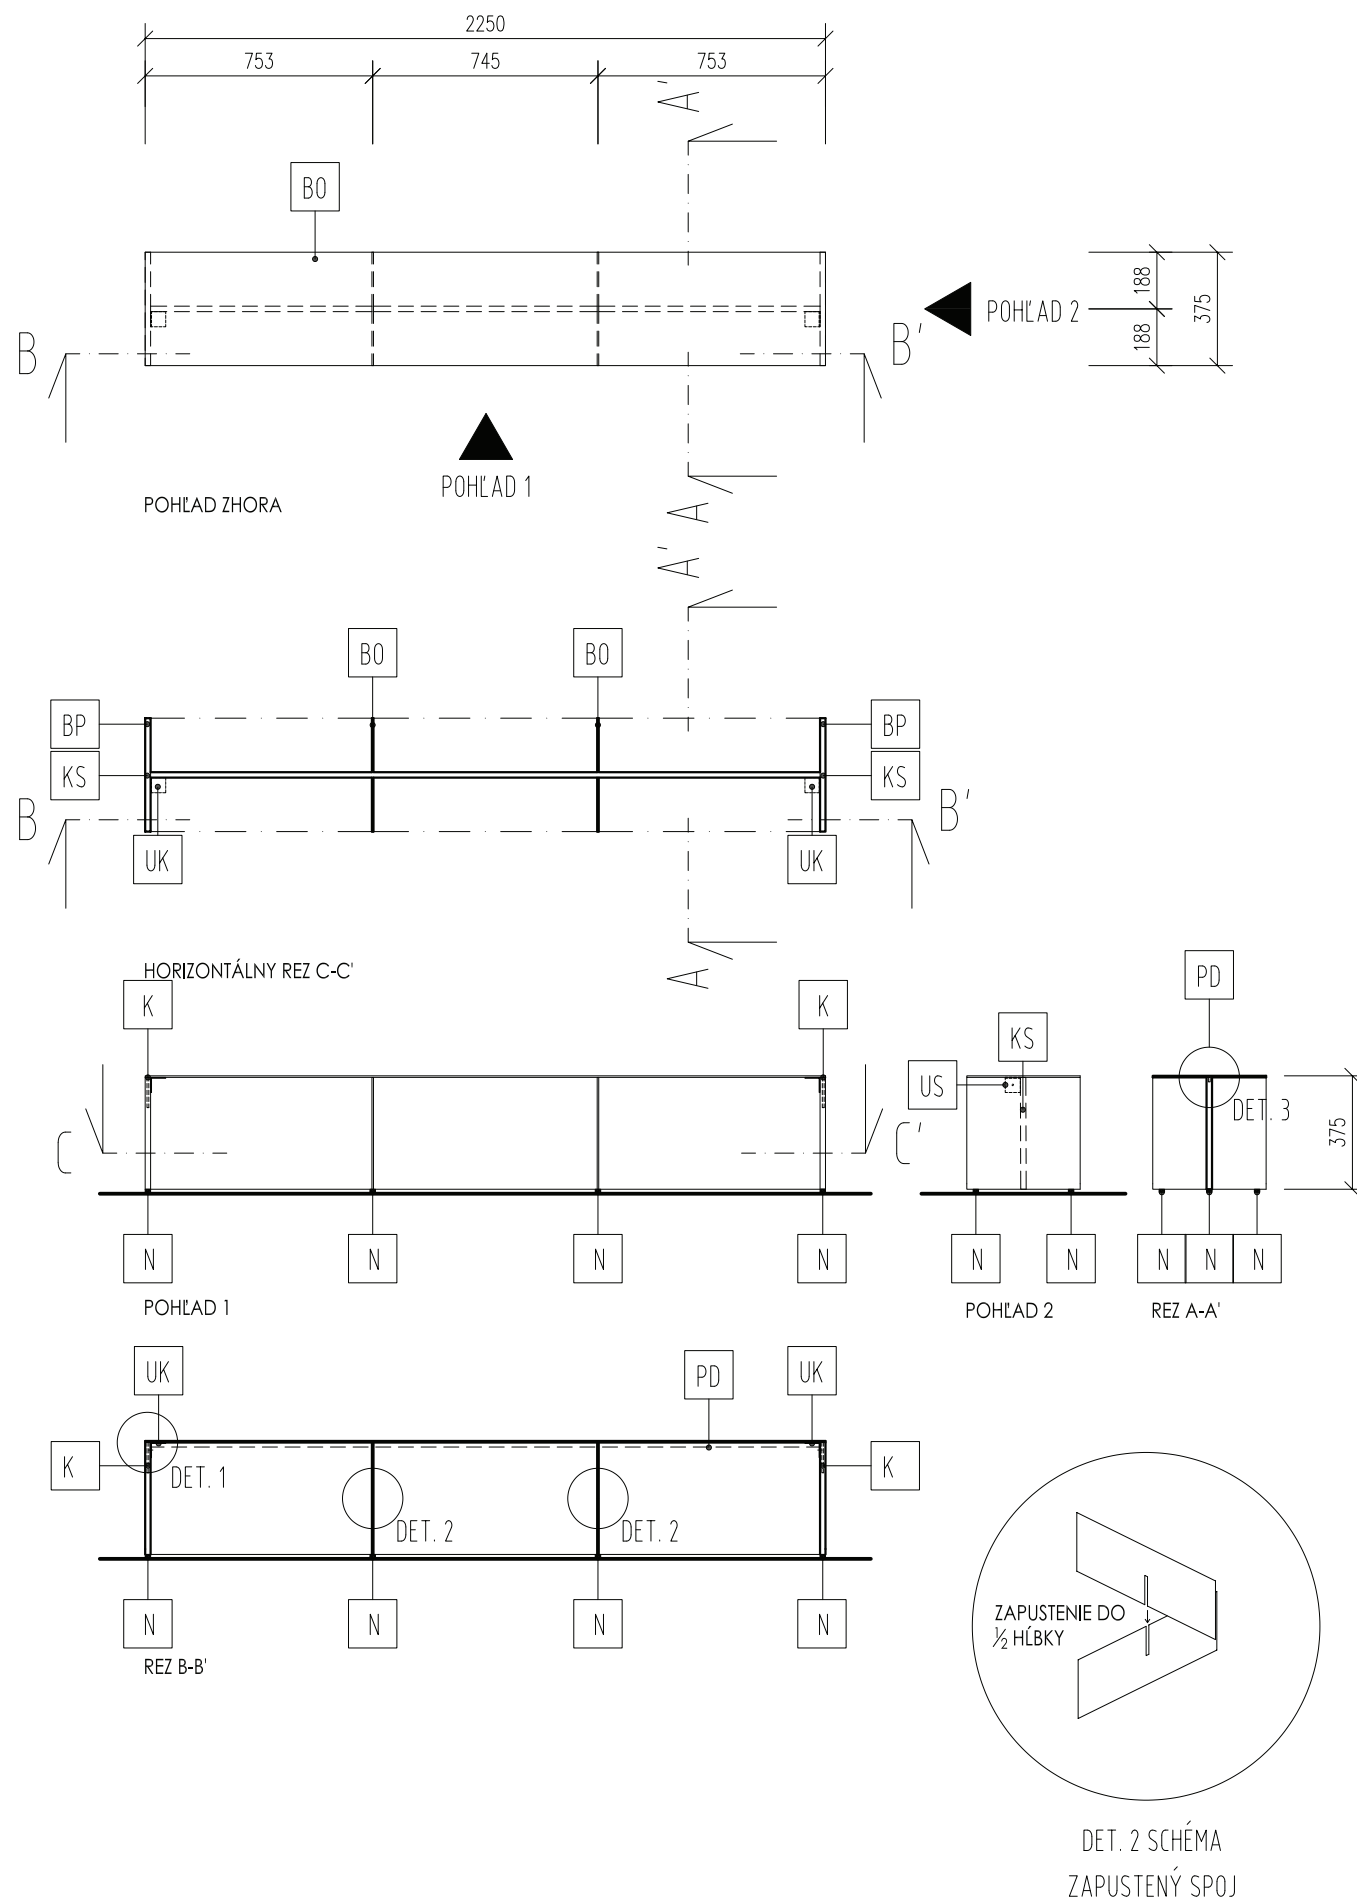 2250
753 745 753
A'
BO
188
375
POHĽAD 2
188
B B'
POHĽAD 1
POHĽAD ZHORA
A
A'
BO BO
BP BP
KS KS
B B'
UK UK
HORIZONTÁLNY REZ C-C'
A
PD
K K
KS
US
DET. 3
375
C C'
N N N N N N N N N
POHĽAD 1 POHĽAD 2 REZ A-A'
UK PD UK
K K
DET. 1
DET. 2 DET. 2
N N N N
REZ B-B'
ZAPUSTENIE DO
½ HĹBKY
DET. 2 SCHÉMA
ZAPUSTENÝ SPOJ